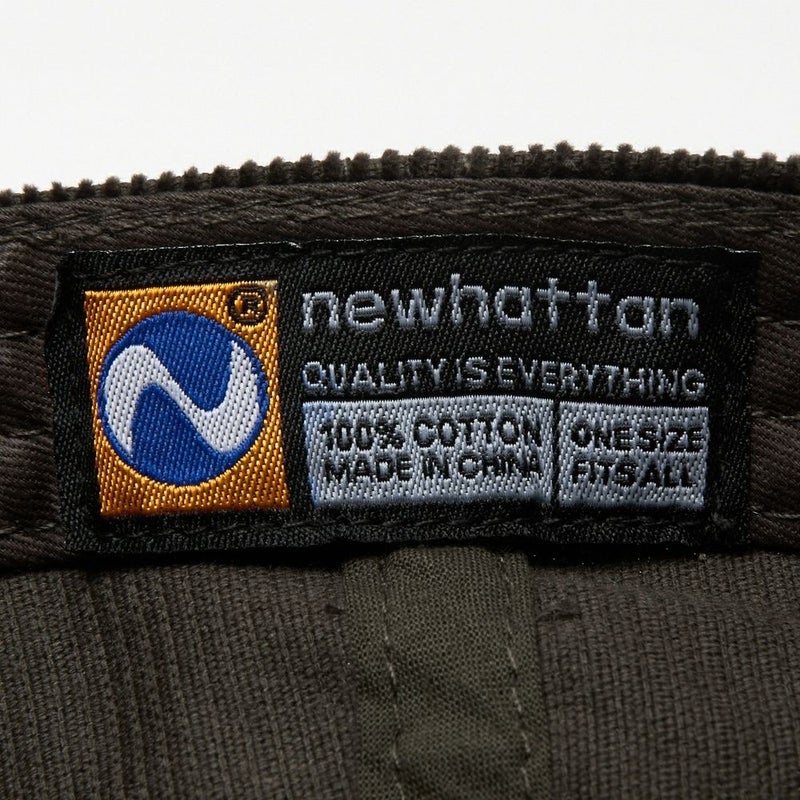 ®
newhattan
QUALITY IS EVERYTHING
100% COTTON
MADE IN CHINA
ONE SIZE
FITS ALL